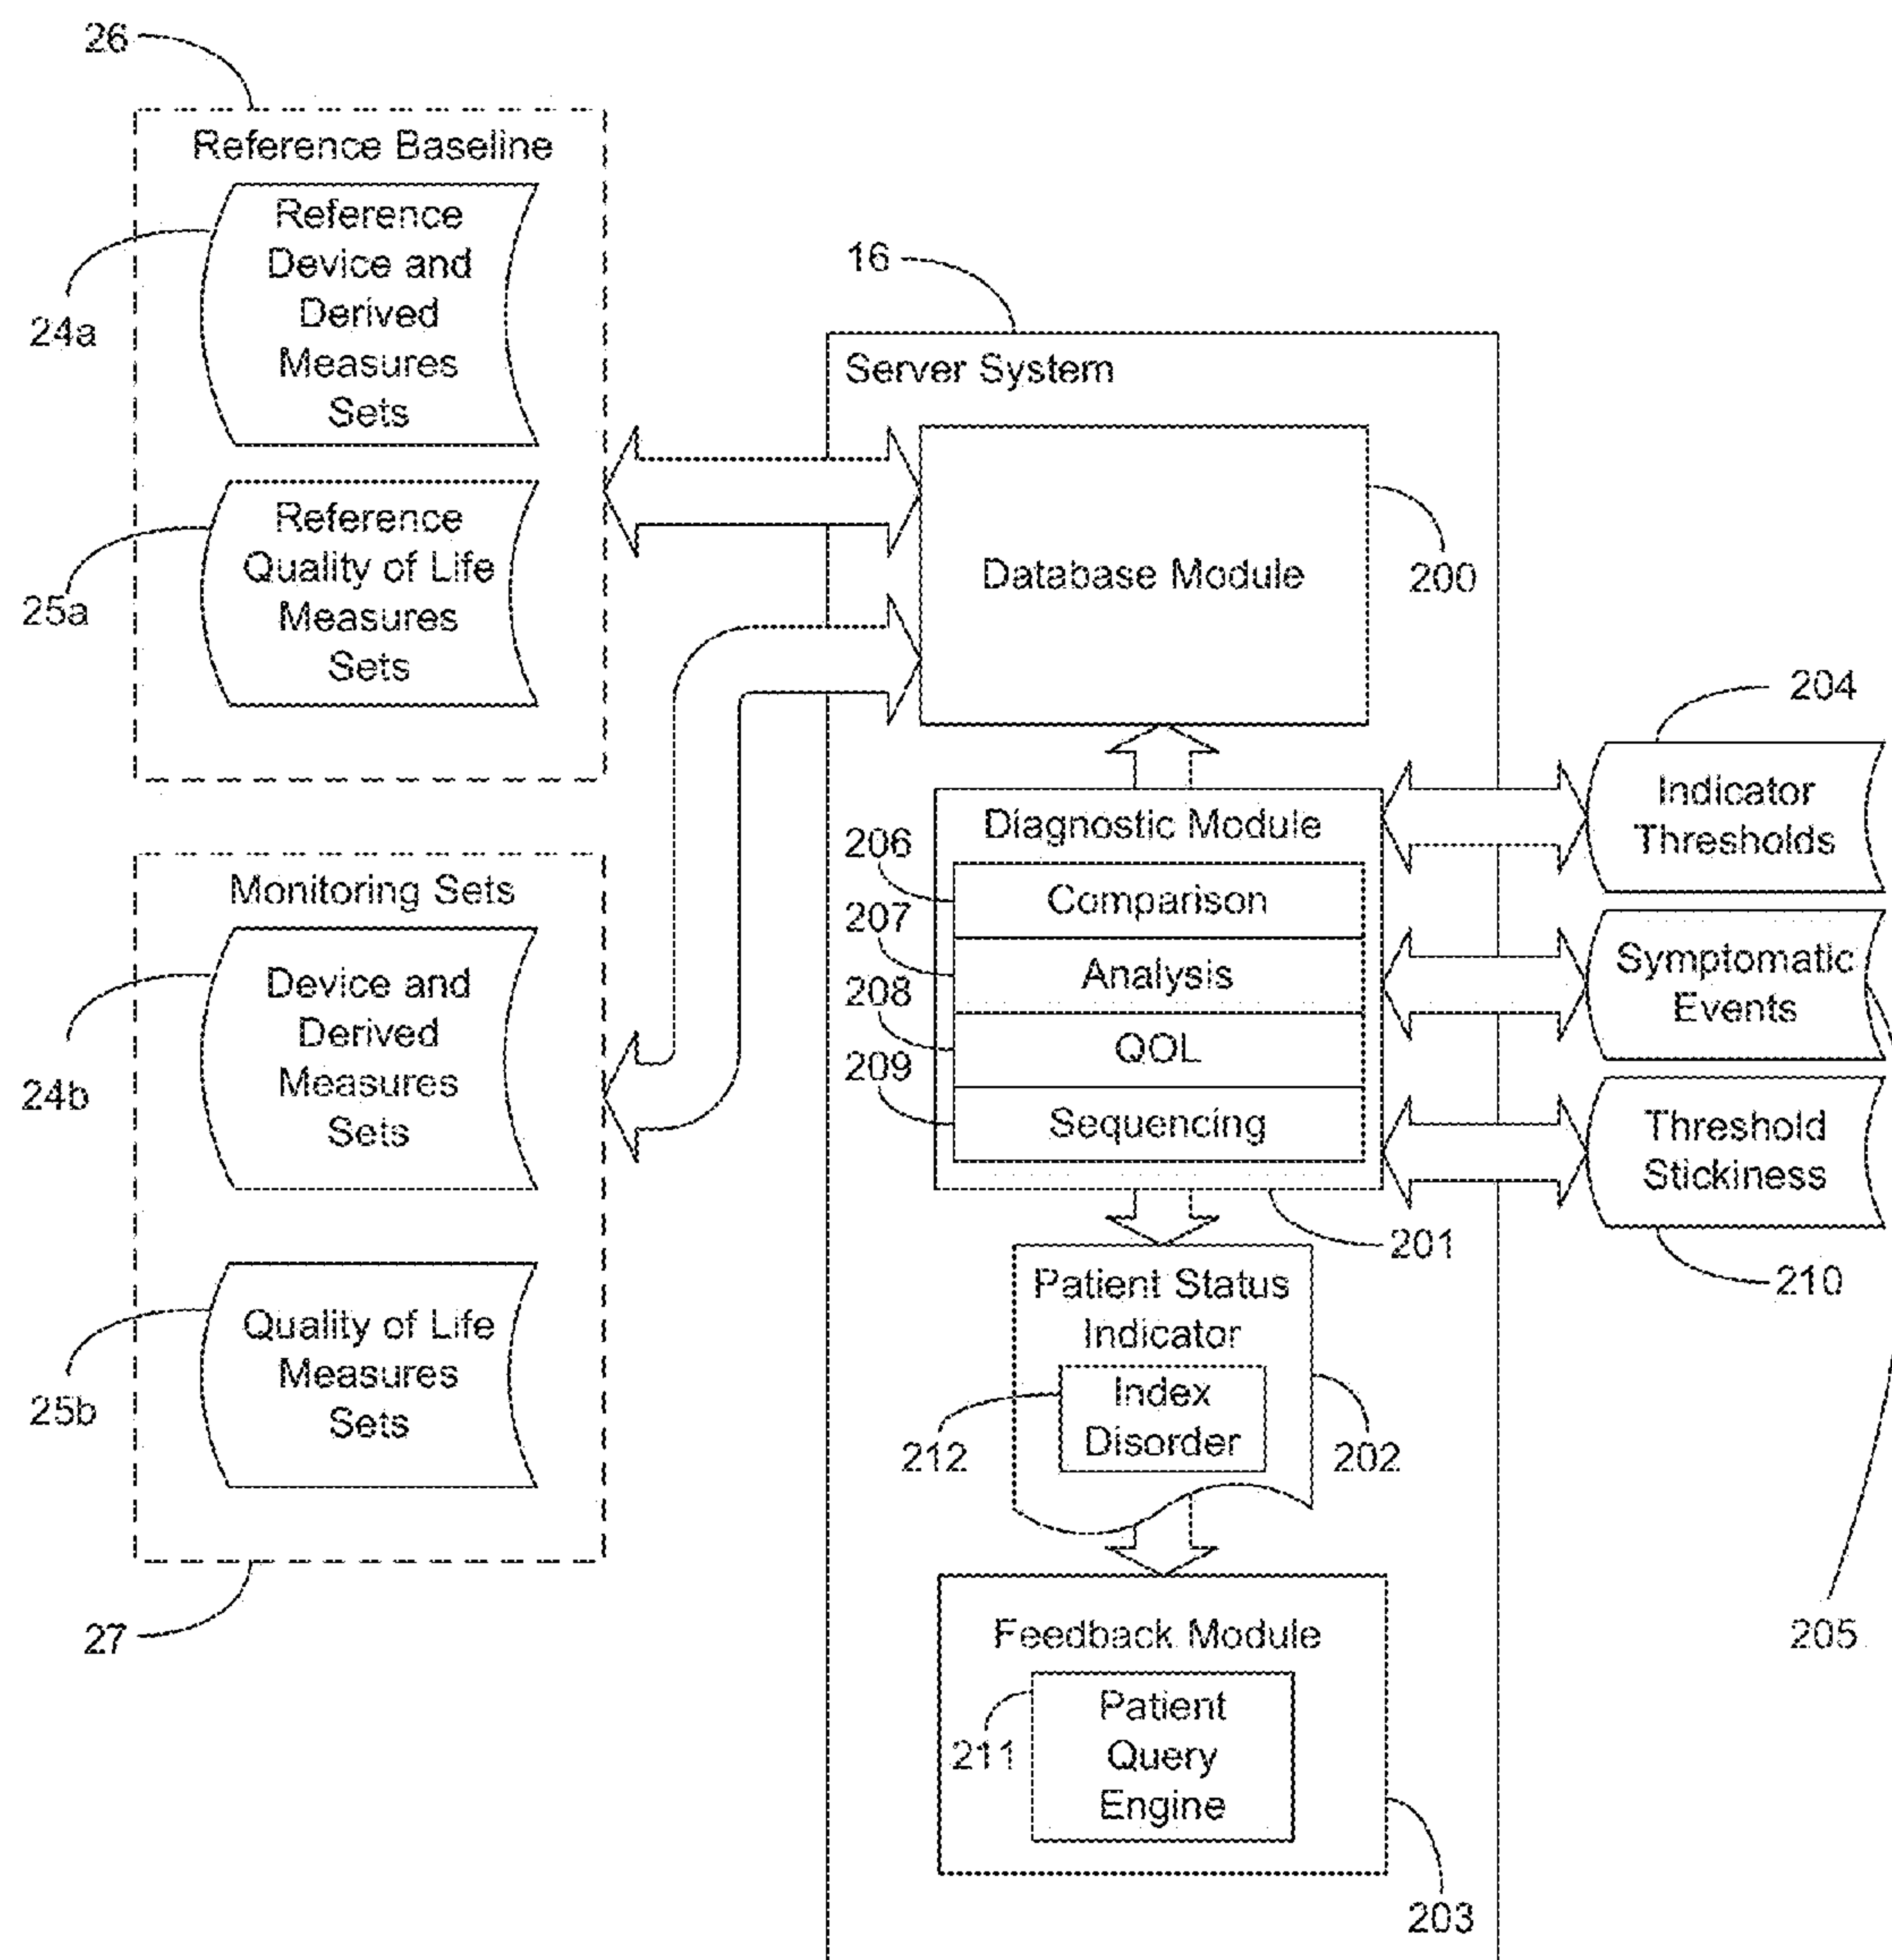 26
Reference Baseline
Reference
Device and
Derived
Measures
Sets
24a
Reference
Quality of Life
Measures
Sets
25a
Monitoring Sets
Device and
Derived
Measures
Sets
24b
Quality of Life
Measures
Sets
25b
27
16
Server System
Database Module
200
Diagnostic Module
206
Comparison
207
Analysis
208
QOL
209
Sequencing
201
204
Indicator
Thresholds
Symptomatic
Events
Threshold
Stickiness
210
205
Patient Status
Indicator
Index
Disorder
212
202
Feedback Module
211
Patient
Query
Engine
203